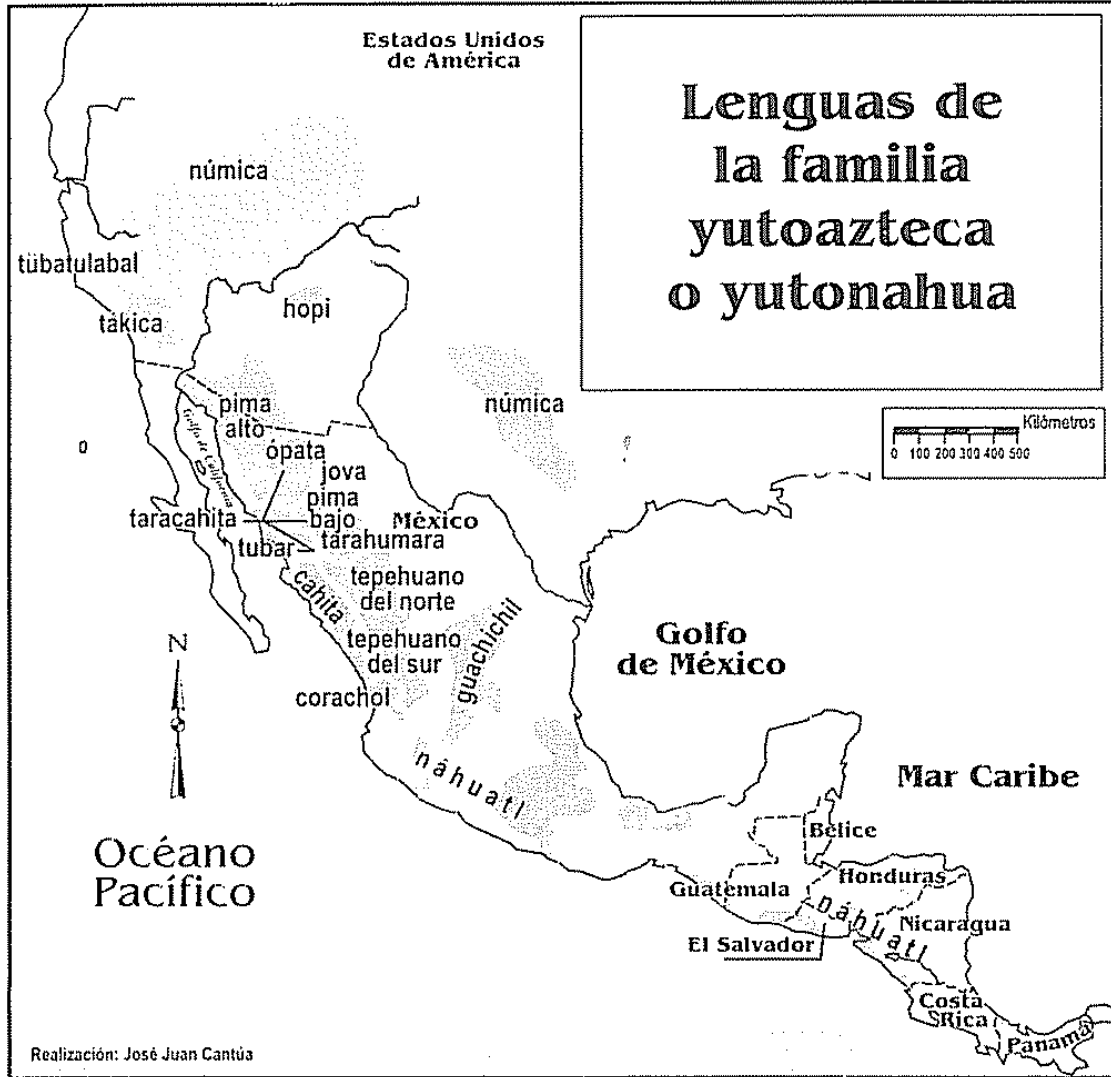 Estados Unidos
de América
Lenguas de
la familia
yutoazteca
o yutonahua
númica
tübatulabal
tákica
hopi
númica
Kilómetros
0 100 200 300 400 500
pima
alto
Golfo de California
ópata
jova
pima
bajo
taracahita
México
tarahumara
tubar
cahita
tepehuano
del norte
tepehuano
del sur
guachichil
corachol
Golfo
de México
N
náhuatl
Mar Caribe
Océano
Pacífico
Belice
Guatemala
Honduras
náhuatl
Nicaragua
El Salvador
Costa
Rica
Panamá
Realización: José Juan Cantúa